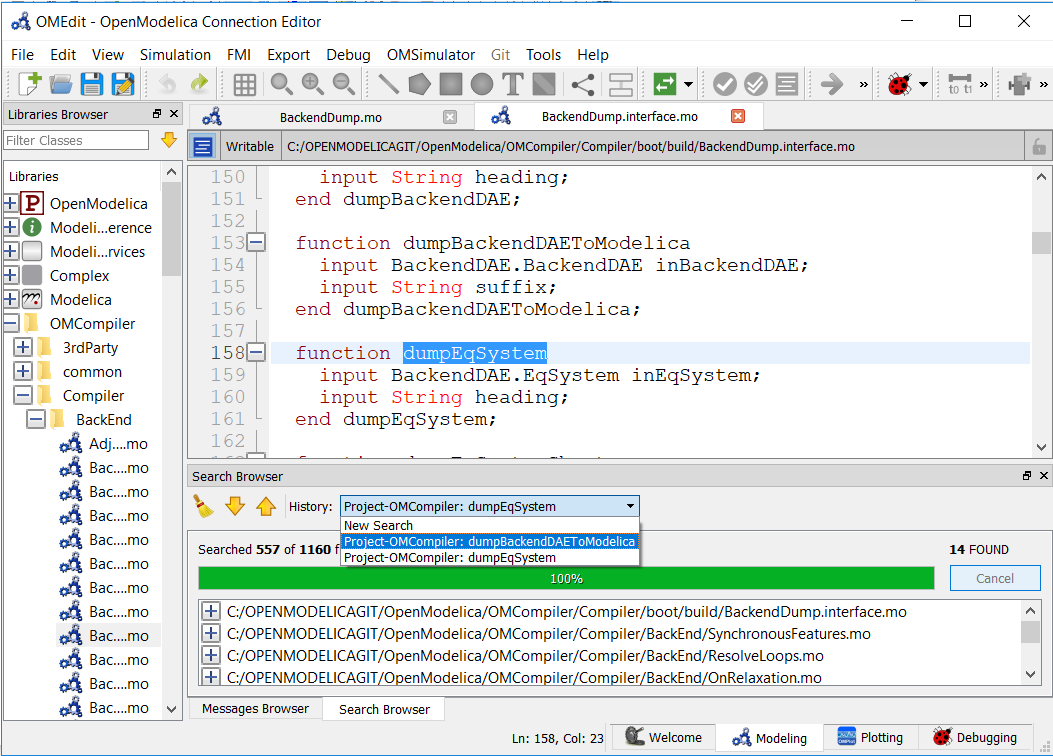 OMEdit - OpenModelica Connection Editor
File Edit View Simulation FMI Export Debug OMSimulator Git Tools Help
T to t1 » » »
Libraries Browser
Filter Classes
Libraries
P OpenModelica
i Modeli...erence
Modeli...rvices
Complex
Modelica
OMCompiler
3rdParty
common
Compiler
BackEnd
Adj....mo
Bac....mo
Bac....mo
Bac....mo
Bac....mo
Bac....mo
Bac....mo
Bac....mo
Bac....mo
Bac....mo
Bac....mo
Bac....mo
BackendDump.mo
BackendDump.interface.mo
Writable C:/OPENMODELICAGIT/OpenModelica/OMCompiler/Compiler/boot/build/BackendDump.interface.mo
150 input String heading;
151 end dumpBackendDAE;
152
153 function dumpBackendDAEToModelica
154 input BackendDAE.BackendDAE inBackendDAE;
155 input String suffix;
156 end dumpBackendDAEToModelica;
157
158 function dumpEqSystem
159 input BackendDAE.EqSystem inEqSystem;
160 input String heading;
161 end dumpEqSystem;
162
Search Browser
History: Project-OMCompiler: dumpEqSystem
New Search
Project-OMCompiler: dumpBackendDAEToModelica
Project-OMCompiler: dumpEqSystem
Searched 557 of 1160 f
14 FOUND
100%
Cancel
C:/OPENMODELICAGIT/OpenModelica/OMCompiler/Compiler/boot/build/BackendDump.interface.mo
C:/OPENMODELICAGIT/OpenModelica/OMCompiler/Compiler/BackEnd/SynchronousFeatures.mo
C:/OPENMODELICAGIT/OpenModelica/OMCompiler/Compiler/BackEnd/ResolveLoops.mo
C:/OPENMODELICAGIT/OpenModelica/OMCompiler/Compiler/BackEnd/OnRelaxation.mo
Messages Browser Search Browser
Ln: 158, Col: 23 Welcome Modeling Plotting Debugging